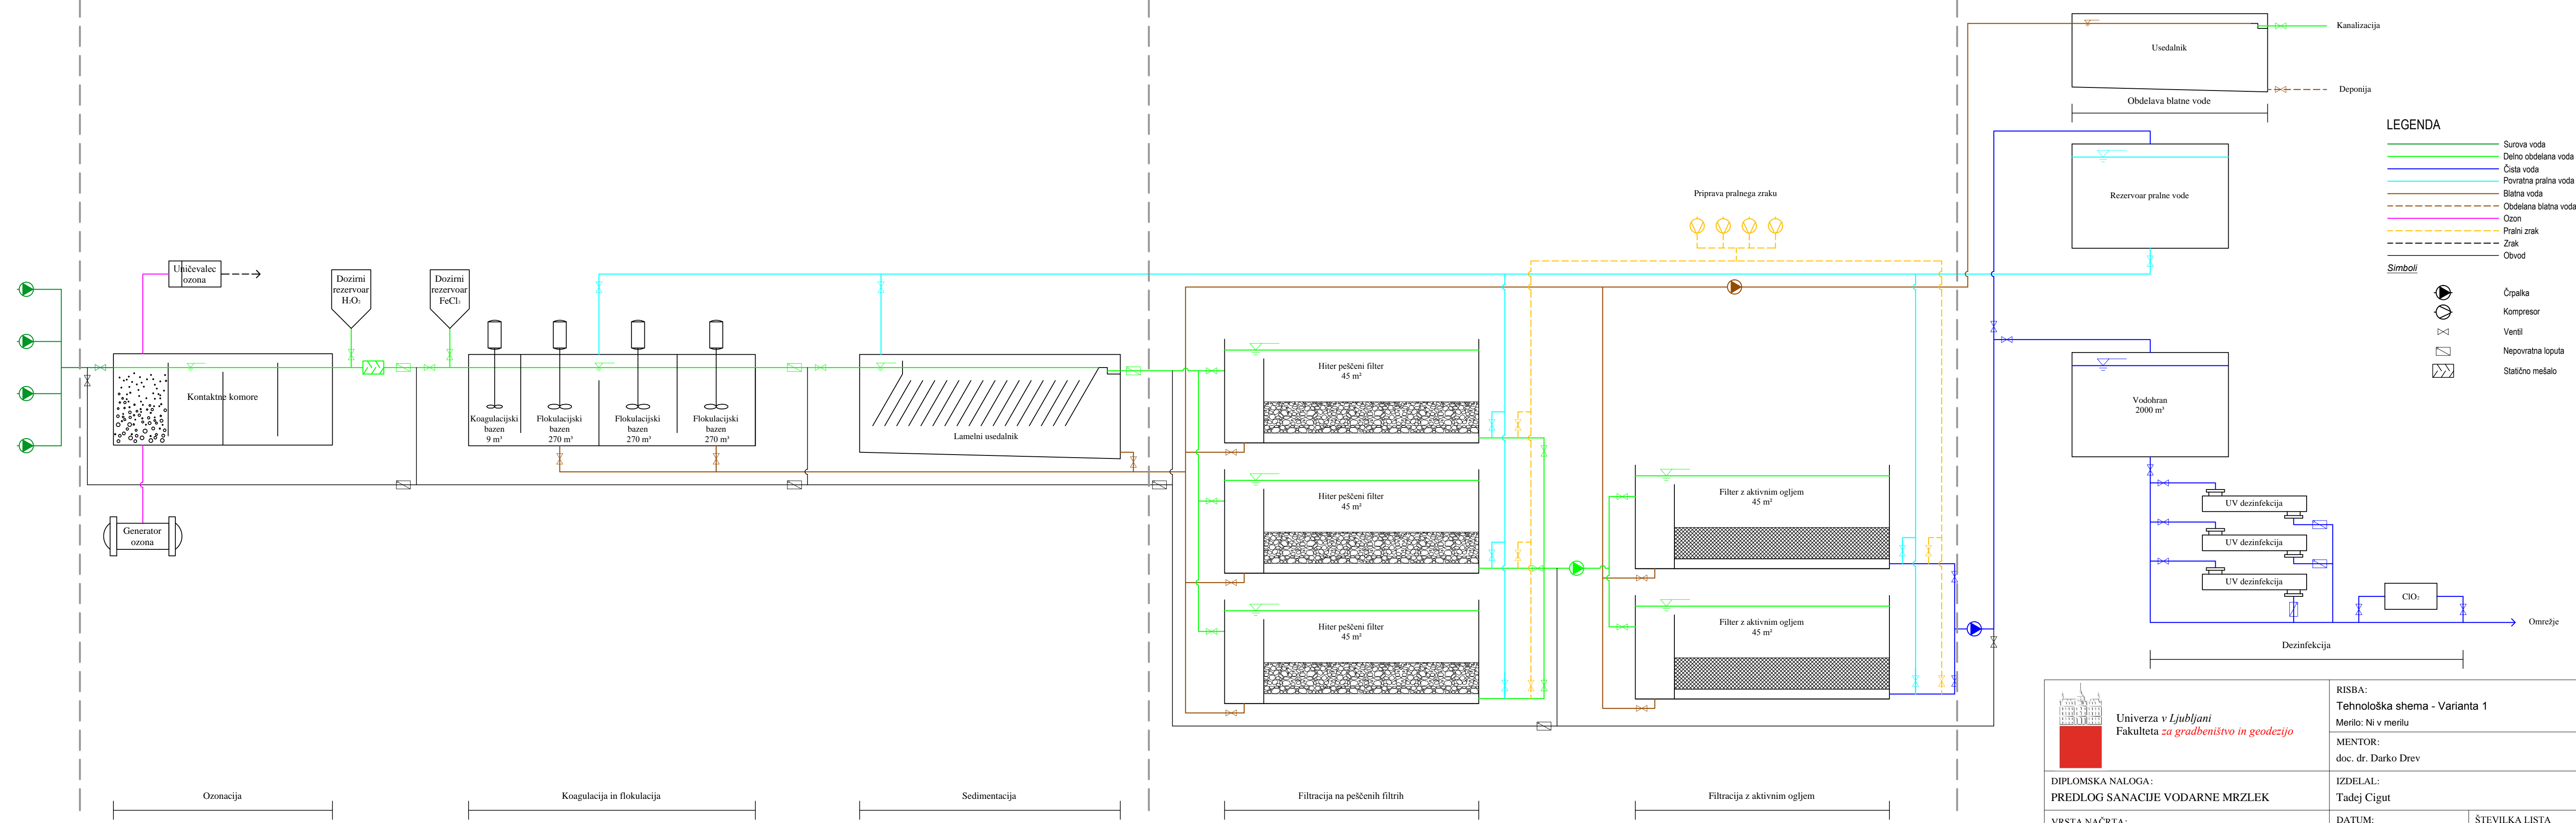 Kanalizacija
Usedalnik
Deponija
Obdelava blatne vode
LEGENDA
Surova voda
Delno obdelana voda
Čista voda
Povratna pralna voda
Blatna voda
Obdelana blatna voda
Ozon
Pralni zrak
Zrak
Obvod
Simboli
Črpalka
Kompresor
Ventil
Nepovratna loputa
Statično mešalo
Rezervoar pralne vode
Priprava pralnega zraka
Uničevalec
ozona
Dozirni
rezervoar
H₂O₂
Dozirni
rezervoar
FeCl₃
Kontaktne komore
Generator
ozona
Koagulacijski
bazen
9 m³
Flokulacijski
bazen
270 m³
Flokulacijski
bazen
270 m³
Flokulacijski
bazen
270 m³
Lamelni usedalnik
Hiter peščeni filter
45 m²
Hiter peščeni filter
45 m²
Hiter peščeni filter
45 m²
Filter z aktivnim ogljem
45 m²
Filter z aktivnim ogljem
45 m²
Vodohran
2000 m³
UV dezinfekcija
UV dezinfekcija
UV dezinfekcija
ClO₂
Omrežje
Dezinfekcija
Ozonacija
Koagulacija in flokulacija
Sedimentacija
Filtracija na peščenih filtrih
Filtracija z aktivnim ogljem
Univerza v Ljubljani
Fakulteta za gradbeništvo in geodezijo
RISBA:
Tehnološka shema - Varianta 1
Merilo: Ni v merilu
MENTOR:
doc. dr. Darko Drev
DIPLOMSKA NALOGA:
PREDLOG SANACIJE VODARNE MRZLEK
IZDELAL:
Tadej Cigut
VRSTA NAČRTA:
DATUM:
ŠTEVILKA LISTA